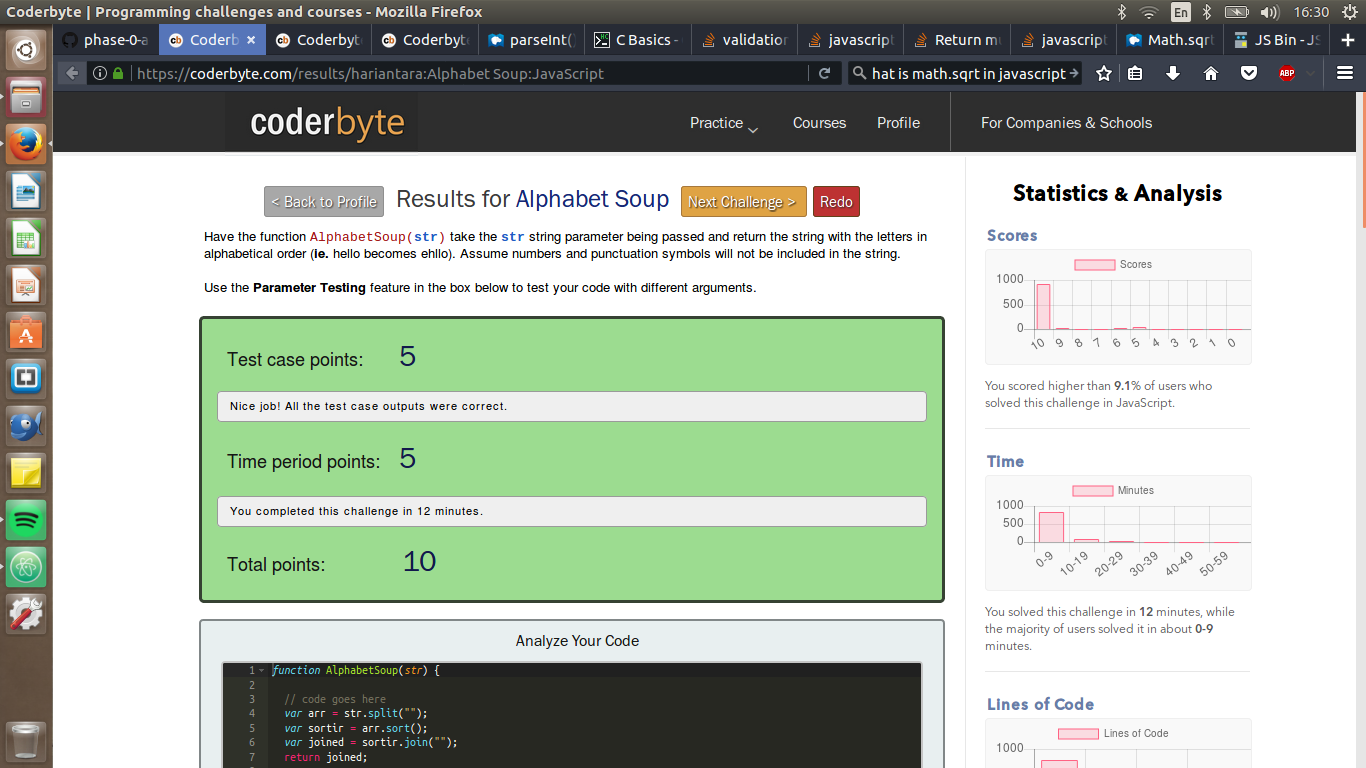 Coderbyte | Programming challenges and courses - Mozilla Firefox
En
16:30
phase-0-a
Coderb
Coderbyt
Coderbyte
parseInt()
C Basics -
validation
javascript
Return mu
javascript
Math.sqrt
JS Bin - JS
https://coderbyte.com/results/hariantara:Alphabet Soup:JavaScript
hat is math.sqrt in javascript
ABP
coderbyte
Practice
Courses
Profile
For Companies & Schools
< Back to Profile
Results for Alphabet Soup
Next Challenge >
Redo
Have the function AlphabetSoup(str) take the str string parameter being passed and return the string with the letters in
alphabetical order (ie. hello becomes ehllo). Assume numbers and punctuation symbols will not be included in the string.
Use the Parameter Testing feature in the box below to test your code with different arguments.
Test case points: 5
Nice job! All the test case outputs were correct.
Time period points: 5
You completed this challenge in 12 minutes.
Total points: 10
Analyze Your Code
1 function AlphabetSoup(str) {
2
3 // code goes here
4 var arr = str.split("");
5 var sortir = arr.sort();
6 var joined = sortir.join("");
7 return joined;
Statistics & Analysis
Scores
Scores
1000
500
0
10 9 8 7 6 5 4 3 2 1 0
You scored higher than 9.1% of users who
solved this challenge in JavaScript.
Time
Minutes
1000
500
0
0-9 10-19 20-29 30-39 40-49 50-59
You solved this challenge in 12 minutes, while
the majority of users solved it in about 0-9
minutes.
Lines of Code
Lines of Code
1000